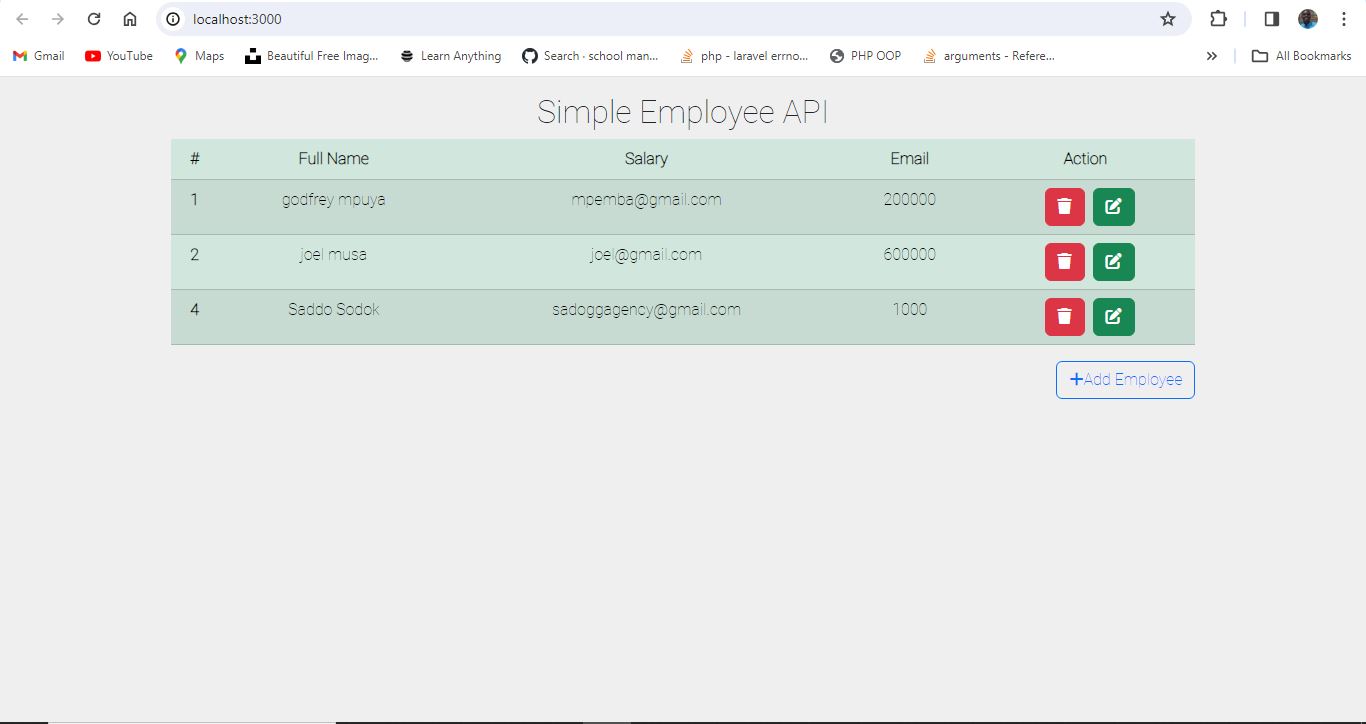 localhost:3000
Gmail YouTube Maps Beautiful Free Imag... Learn Anything Search · school man... php - laravel errno... PHP OOP arguments - Refere... » All Bookmarks
Simple Employee API
# Full Name Salary Email Action
1 godfrey mpuya mpemba@gmail.com 200000
2 joel musa joel@gmail.com 600000
4 Saddo Sodok sadoggagency@gmail.com 1000
+Add Employee